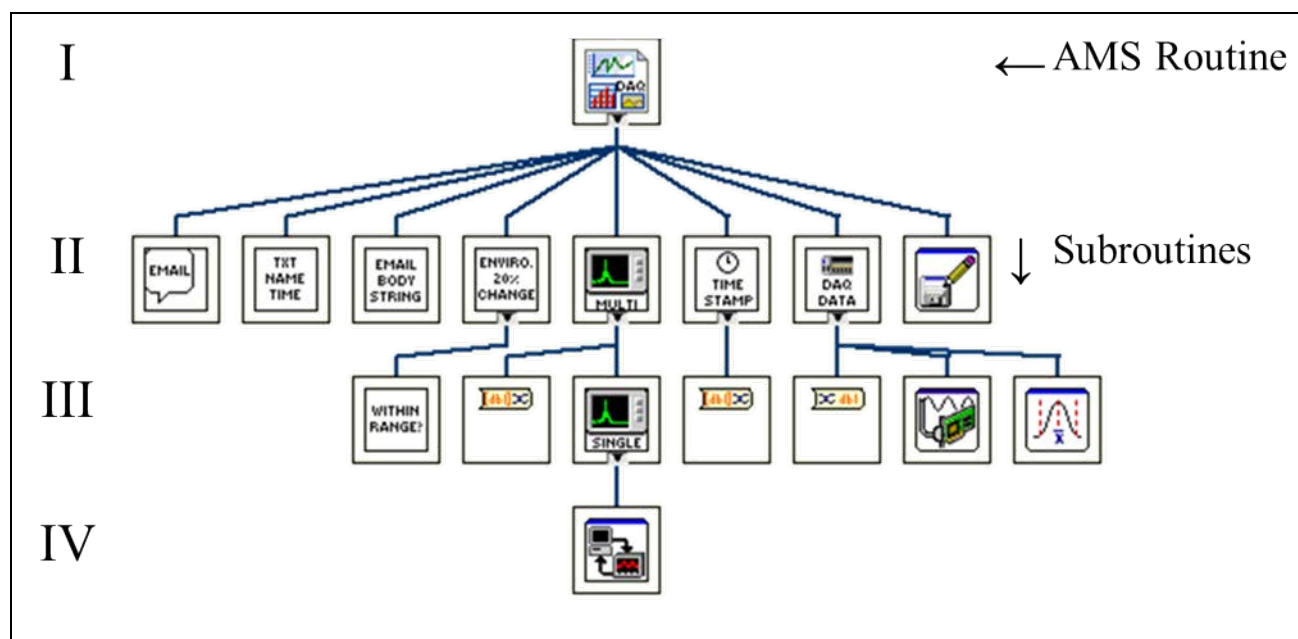 I
DAQ
← AMS Routine
II
EMAIL
TXT
NAME
TIME
EMAIL
BODY
STRING
ENVIRO.
20%
CHANGE
MULTI
TIME
STAMP
DAQ
DATA
↓ Subroutines
III
WITHIN
RANGE?
SINGLE
x̄
IV